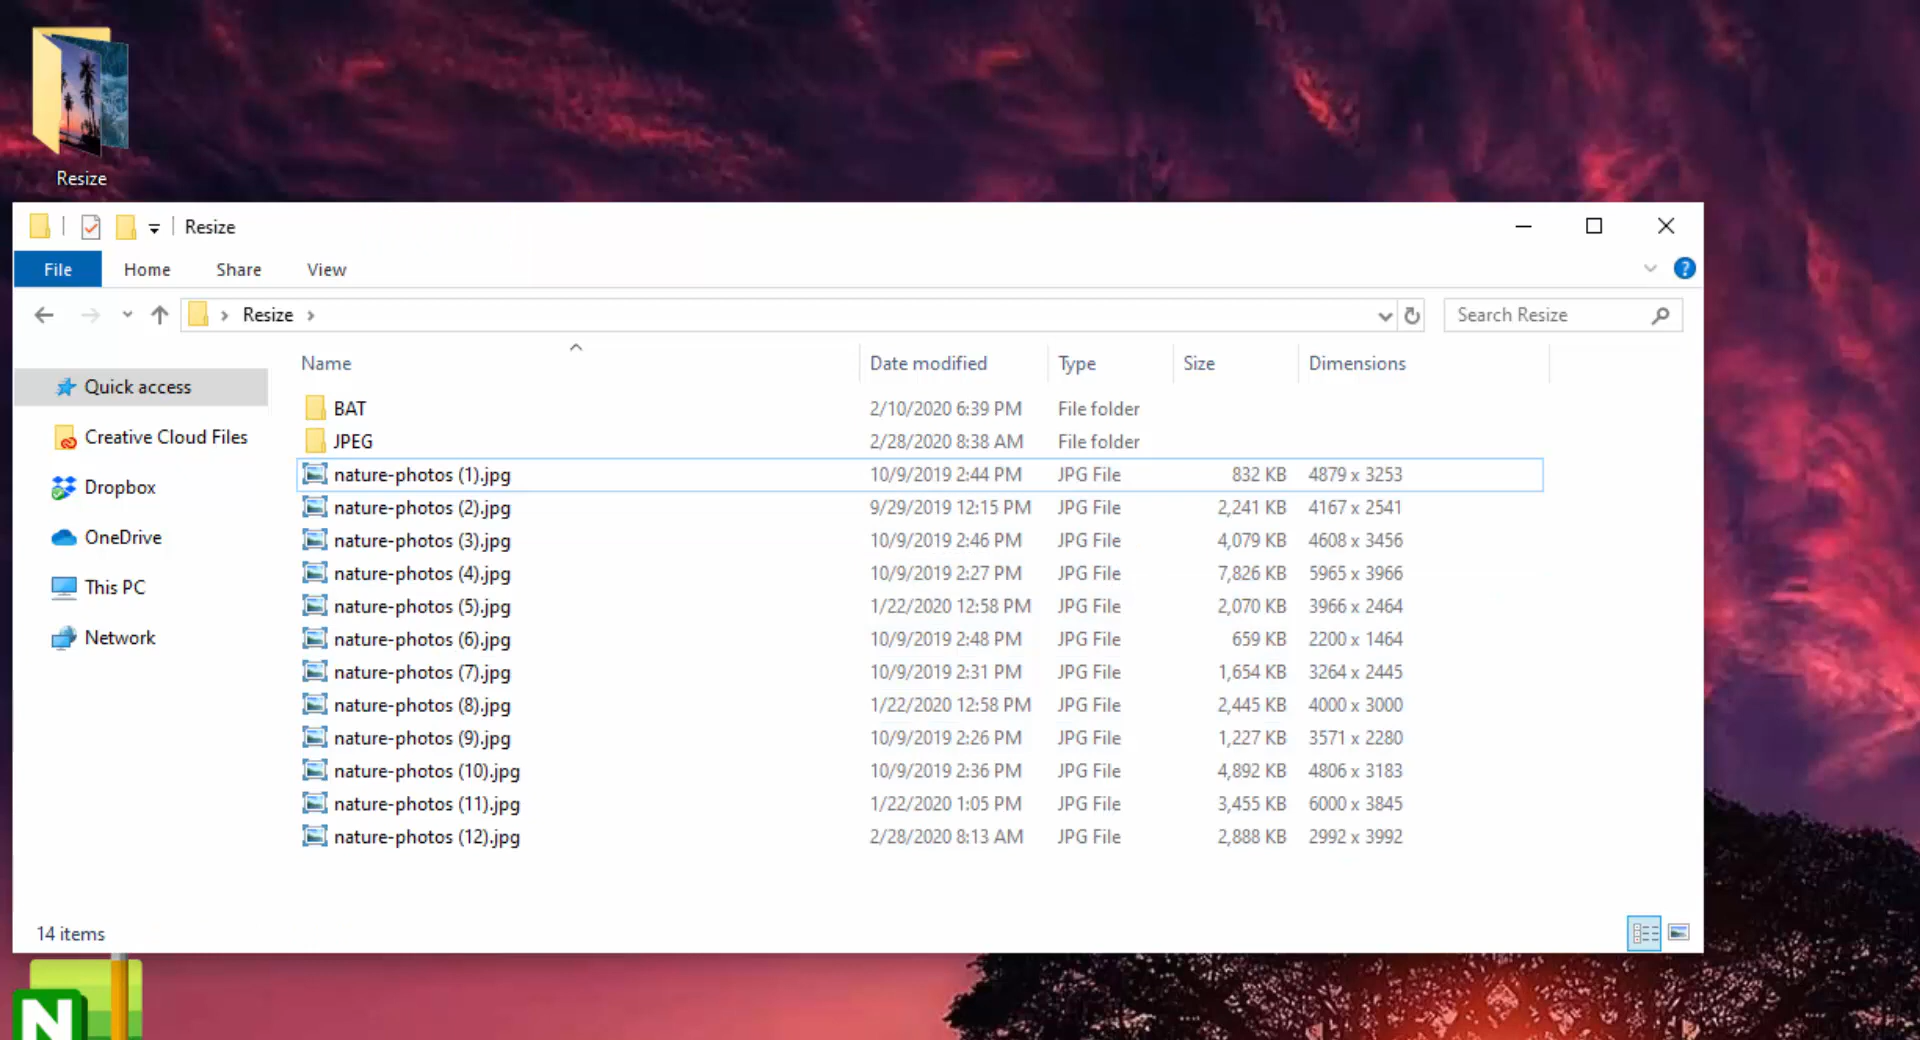 Resize
Resize
File Home Share View
Resize Search Resize
Name Date modified Type Size Dimensions
Quick access
Creative Cloud Files
Dropbox
OneDrive
This PC
Network
BAT 2/10/2020 6:39 PM File folder
JPEG 2/28/2020 8:38 AM File folder
nature-photos (1).jpg 10/9/2019 2:44 PM JPG File 832 KB 4879 x 3253
nature-photos (2).jpg 9/29/2019 12:15 PM JPG File 2,241 KB 4167 x 2541
nature-photos (3).jpg 10/9/2019 2:46 PM JPG File 4,079 KB 4608 x 3456
nature-photos (4).jpg 10/9/2019 2:27 PM JPG File 7,826 KB 5965 x 3966
nature-photos (5).jpg 1/22/2020 12:58 PM JPG File 2,070 KB 3966 x 2464
nature-photos (6).jpg 10/9/2019 2:48 PM JPG File 659 KB 2200 x 1464
nature-photos (7).jpg 10/9/2019 2:31 PM JPG File 1,654 KB 3264 x 2445
nature-photos (8).jpg 1/22/2020 12:58 PM JPG File 2,445 KB 4000 x 3000
nature-photos (9).jpg 10/9/2019 2:26 PM JPG File 1,227 KB 3571 x 2280
nature-photos (10).jpg 10/9/2019 2:36 PM JPG File 4,892 KB 4806 x 3183
nature-photos (11).jpg 1/22/2020 1:05 PM JPG File 3,455 KB 6000 x 3845
nature-photos (12).jpg 2/28/2020 8:13 AM JPG File 2,888 KB 2992 x 3992
14 items
N